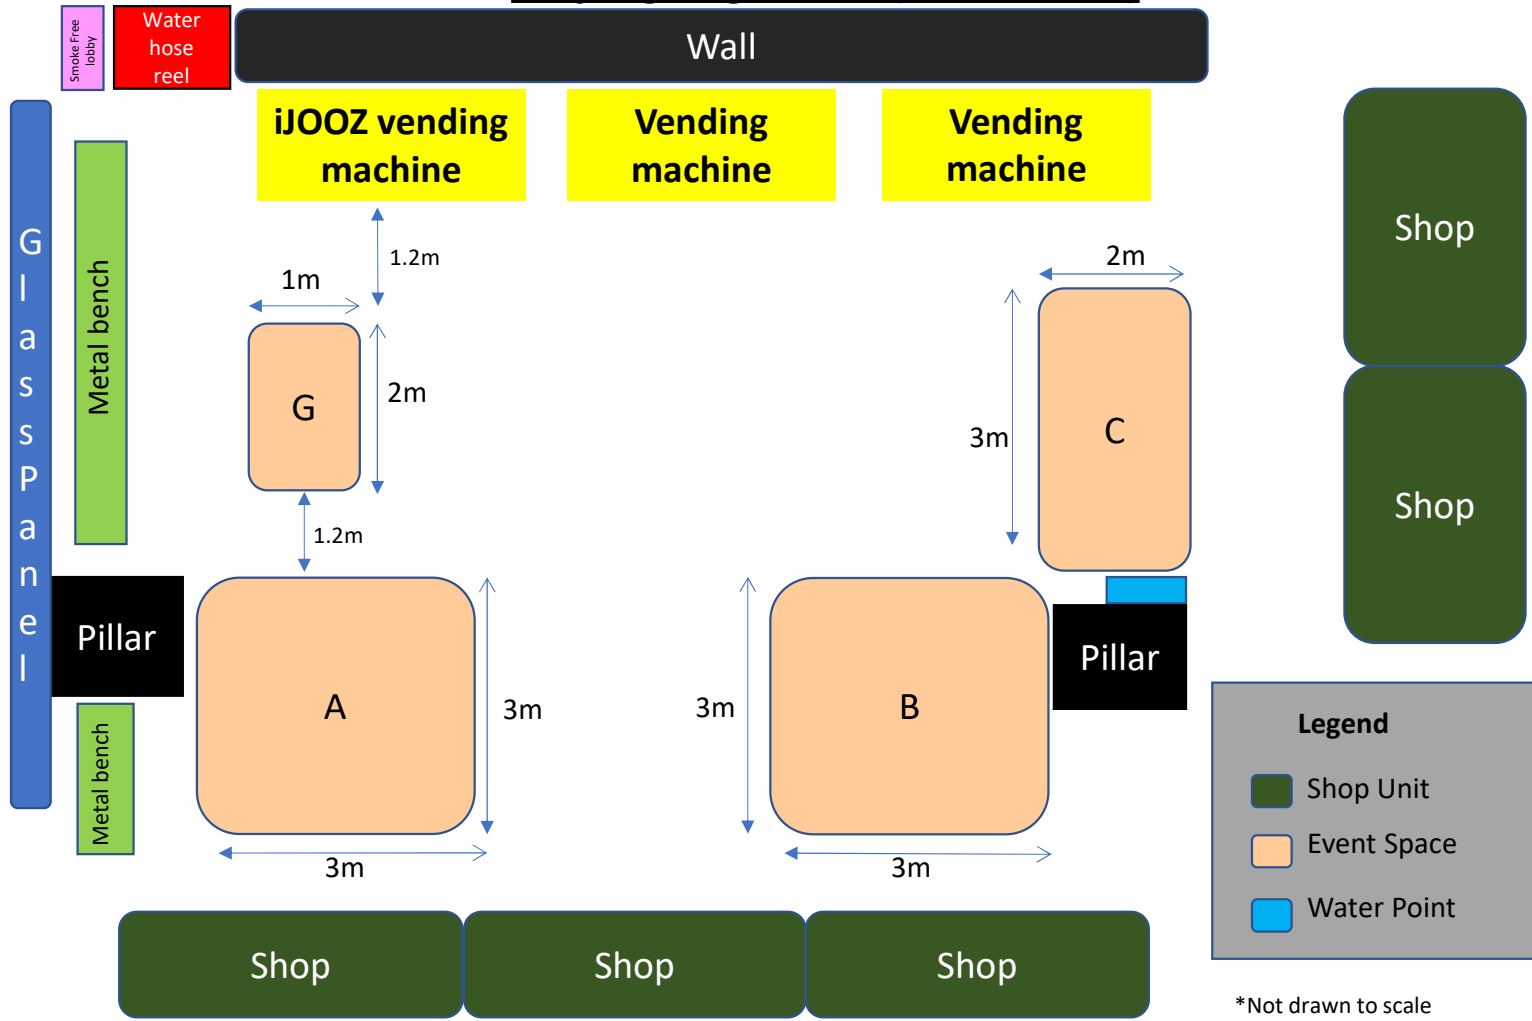 Smoke Free
lobby
Water
hose
reel
Wall
iJOOZ vending
machine
Vending
machine
Vending
machine
Glass Panel
Metal bench
1.2m
1m
G
2m
1.2m
2m
3m
C
Shop
Shop
Pillar
Metal bench
A
3m
3m
3m
B
3m
Pillar
Legend
Shop Unit
Event Space
Water Point
Shop
Shop
Shop
*Not drawn to scale